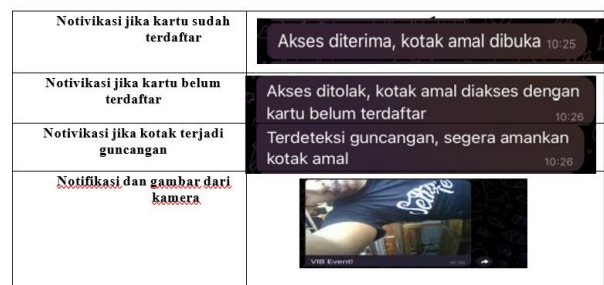 Notivikasi jika kartu sudah
terdaftar
Akses diterima, kotak amal dibuka 10:25
Notivikasi jika kartu belum
terdaftar
Akses ditolak, kotak amal diakses dengan
kartu belum terdaftar 10:26
Notivikasi jika kotak terjadi
guncangan
Terdeteksi guncangan, segera amankan
kotak amal 10:26
Notifikasi dan gambar dari
kamera
VIB Event!